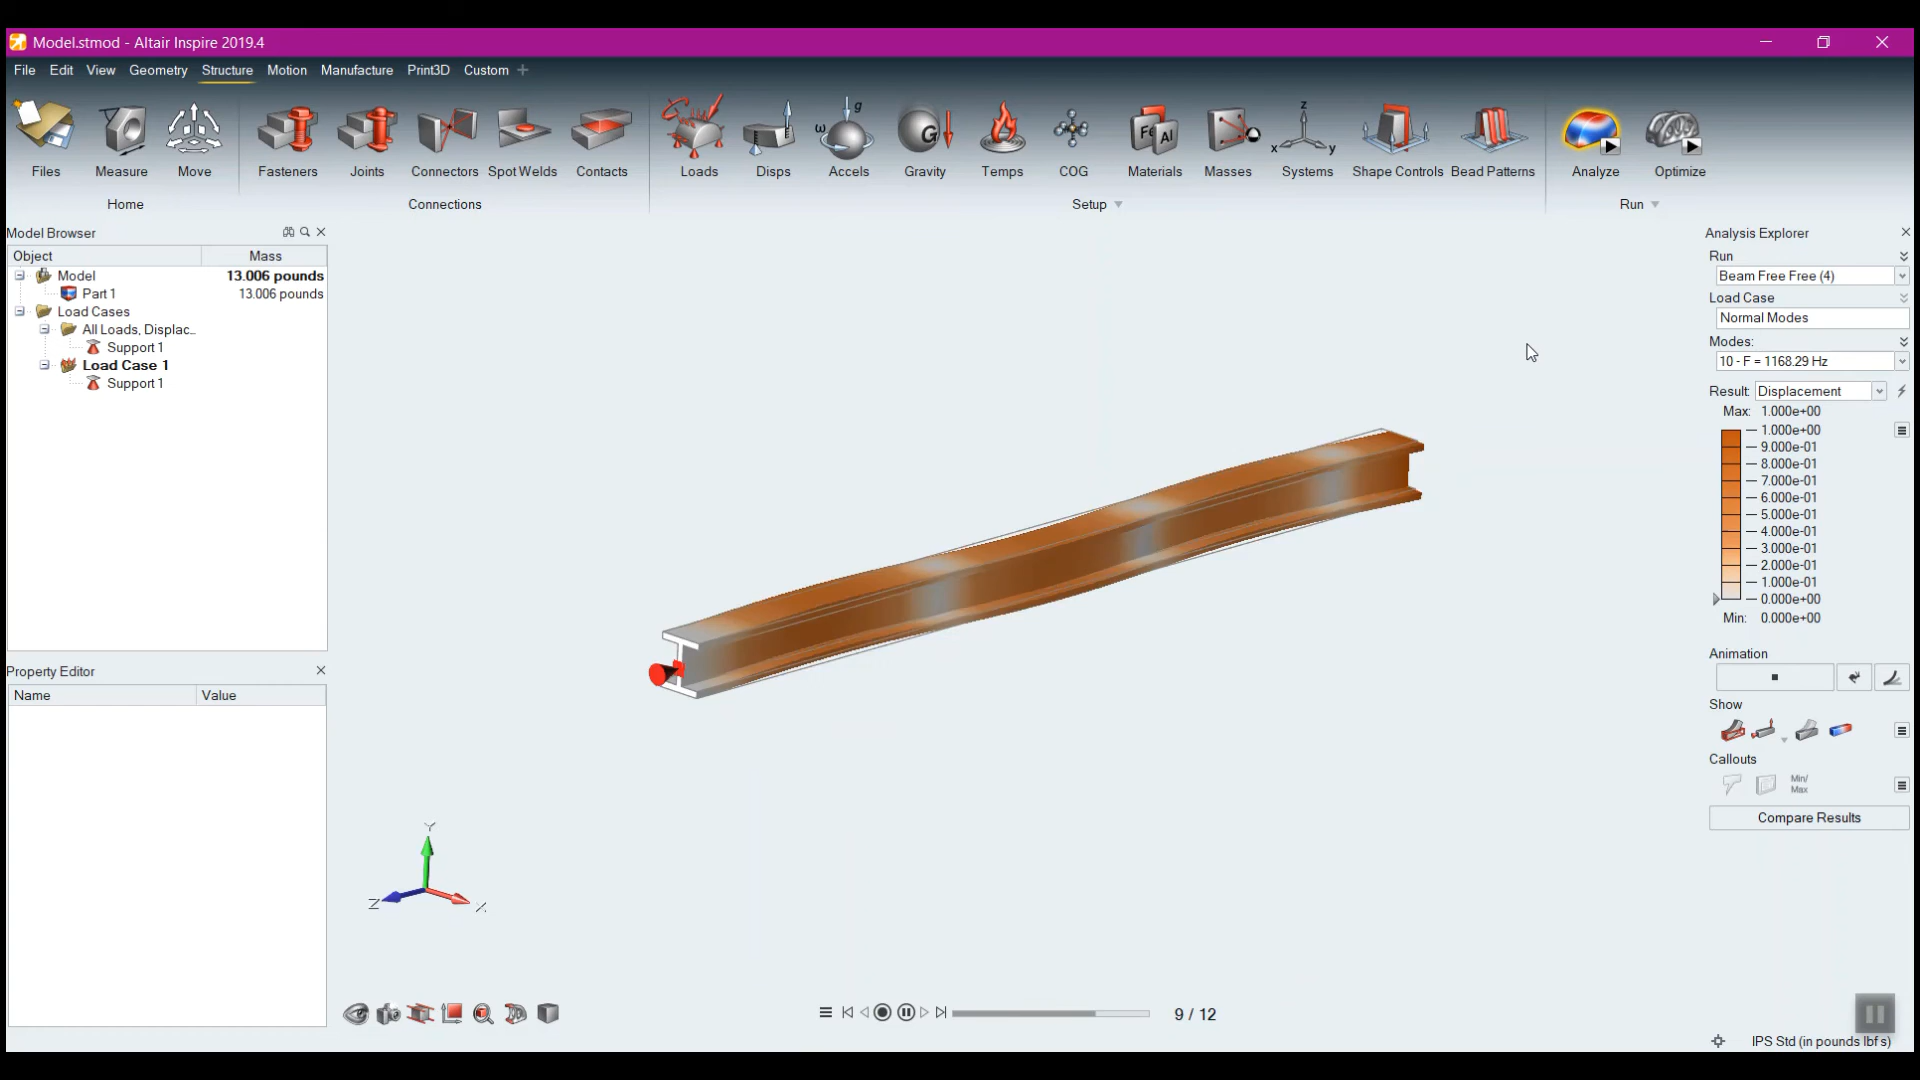 Model.stmod - Altair Inspire 2019.4
File Edit View Geometry Structure Motion Manufacture Print3D Custom
g
ω
G
Fe Al
z
x y
Files Measure Move Fasteners Joints Connectors Spot Welds Contacts Loads Disps Accels Gravity Temps COG Materials Masses Systems Shape Controls Bead Patterns Analyze Optimize
Home Connections Setup Run
Model Browser
Object Mass
Model 13.006 pounds
Part 1 13.006 pounds
Load Cases
All Loads, Displac...
Support 1
Load Case 1
Support 1
Property Editor
Name Value
Y
Z
X
9 / 12
Analysis Explorer
Run
Beam Free Free (4)
Load Case
Normal Modes
Modes:
10 - F = 1168.29 Hz
Result: Displacement
Max: 1.000e+00
1.000e+00
9.000e-01
8.000e-01
7.000e-01
6.000e-01
5.000e-01
4.000e-01
3.000e-01
2.000e-01
1.000e-01
0.000e+00
Min: 0.000e+00
Animation
Show
Callouts
Min/
Max
Compare Results
IPS Std (in pounds lbf s)